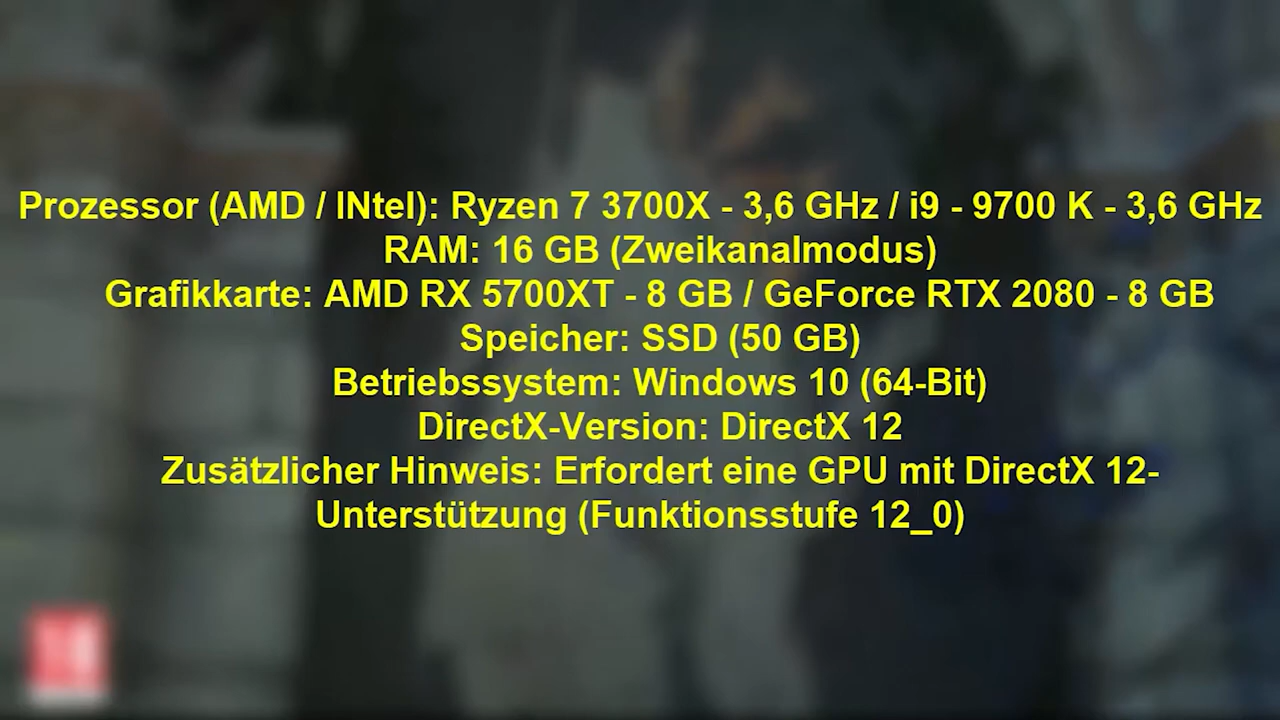 Prozessor (AMD / INtel): Ryzen 7 3700X - 3,6 GHz / i9 - 9700 K - 3,6 GHz
RAM: 16 GB (Zweikanalmodus)
Grafikkarte: AMD RX 5700XT - 8 GB / GeForce RTX 2080 - 8 GB
Speicher: SSD (50 GB)
Betriebssystem: Windows 10 (64-Bit)
DirectX-Version: DirectX 12
Zusätzlicher Hinweis: Erfordert eine GPU mit DirectX 12-
Unterstützung (Funktionsstufe 12_0)